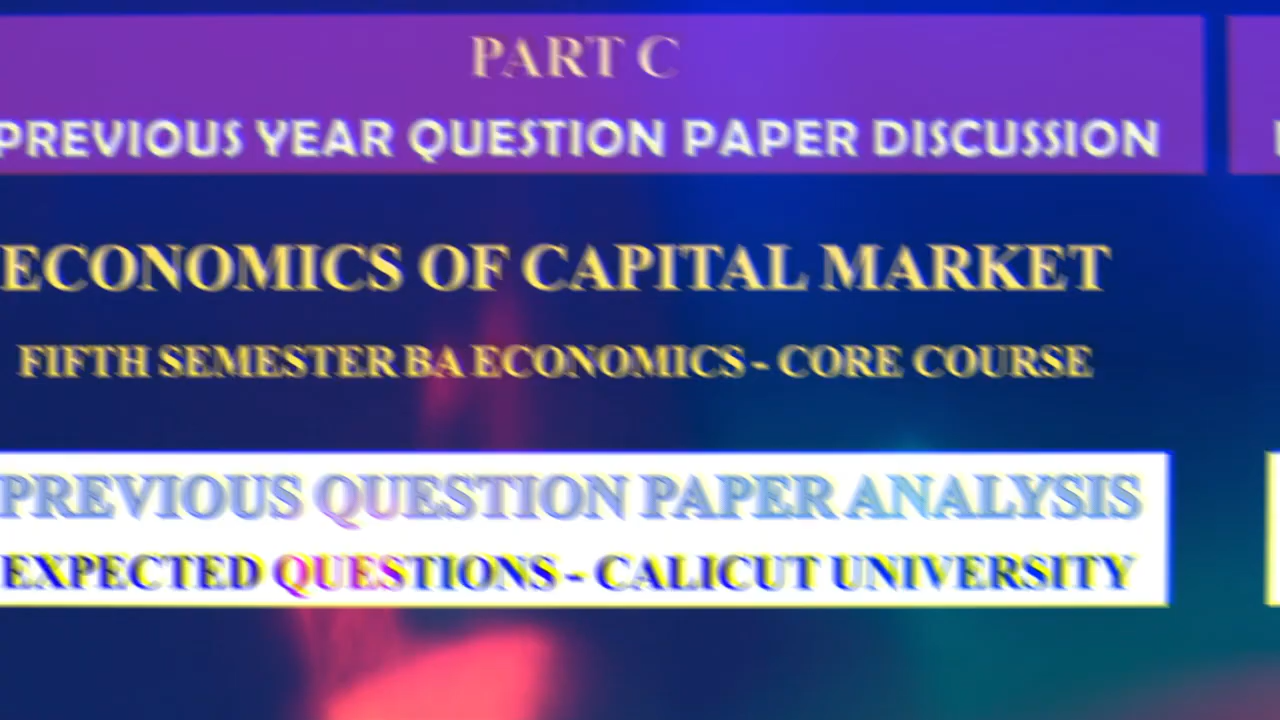 PART C
PREVIOUS YEAR QUESTION PAPER DISCUSSION
ECONOMICS OF CAPITAL MARKET
FIFTH SEMESTER BA ECONOMICS - CORE COURSE
PREVIOUS QUESTION PAPER ANALYSIS
EXPECTED QUESTIONS - CALICUT UNIVERSITY